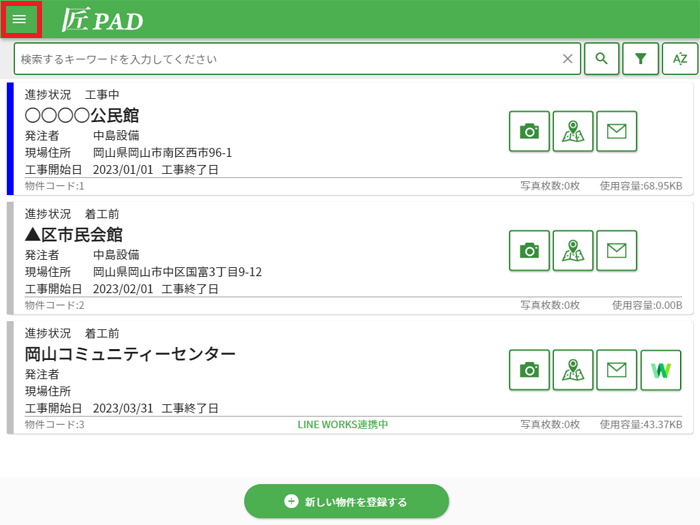 匠PAD
検索するキーワードを入力してください
AZ
進捗状況 工事中
〇〇〇〇公民館
発注者 中島設備
現場住所 岡山県岡山市南区西市96-1
工事開始日 2023/01/01 工事終了日
物件コード:1 写真枚数:0枚 使用容量:68.95KB
進捗状況 着工前
▲区市民会館
発注者 中島設備
現場住所 岡山県岡山市中区国富3丁目9-12
工事開始日 2023/02/01 工事終了日
物件コード:2 写真枚数:0枚 使用容量:0.00B
進捗状況 着工前
岡山コミュニティーセンター
発注者
現場住所
工事開始日 2023/03/31 工事終了日
物件コード:3 LINE WORKS連携中 写真枚数:0枚 使用容量:43.37KB
新しい物件を登録する